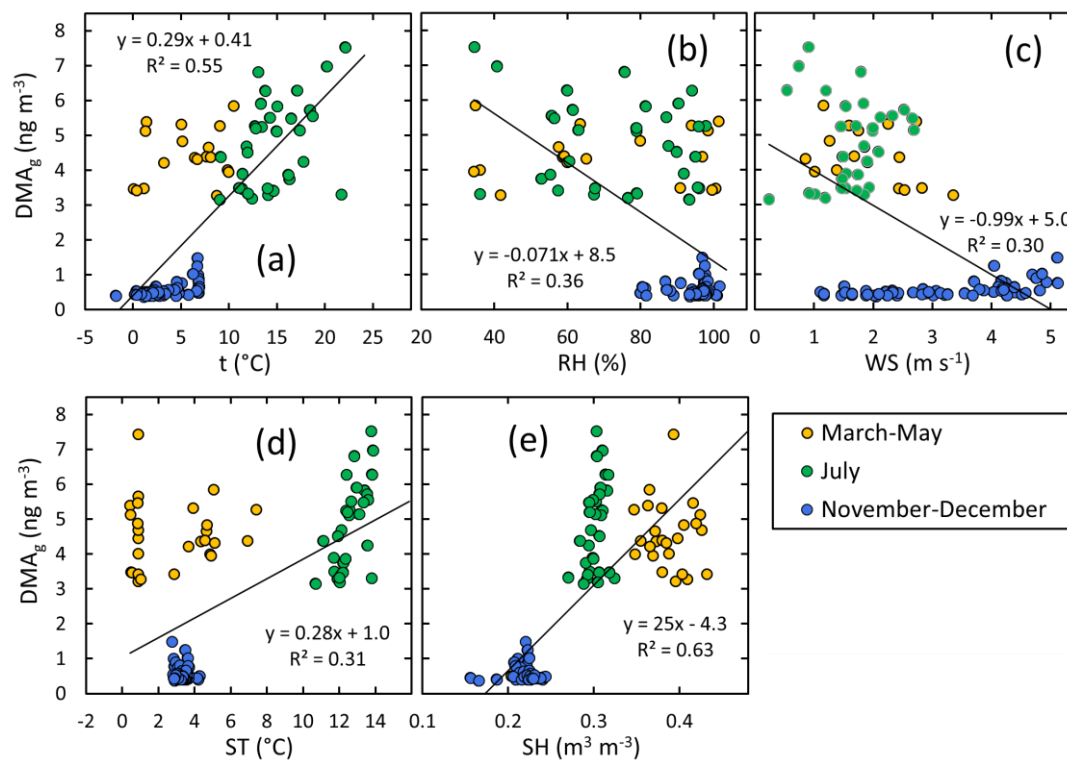 y = 0.29x + 0.41
R² = 0.55
(a)
DMAg (ng m⁻³)
8
7
6
5
4
3
2
1
0
-5 0 5 10 15 20 25
t (°C)
(b)
y = -0.071x + 8.5
R² = 0.36
20 40 60 80 100
RH (%)
(c)
y = -0.99x + 5.0
R² = 0.30
0 1 2 3 4 5
WS (m s⁻¹)
(d)
y = 0.28x + 1.0
R² = 0.31
DMAg (ng m⁻³)
8
7
6
5
4
3
2
1
0
-2 0 2 4 6 8 10 12 14
ST (°C)
(e)
y = 25x - 4.3
R² = 0.63
0.1 0.2 0.3 0.4
SH (m³ m⁻³)
March-May
July
November-December